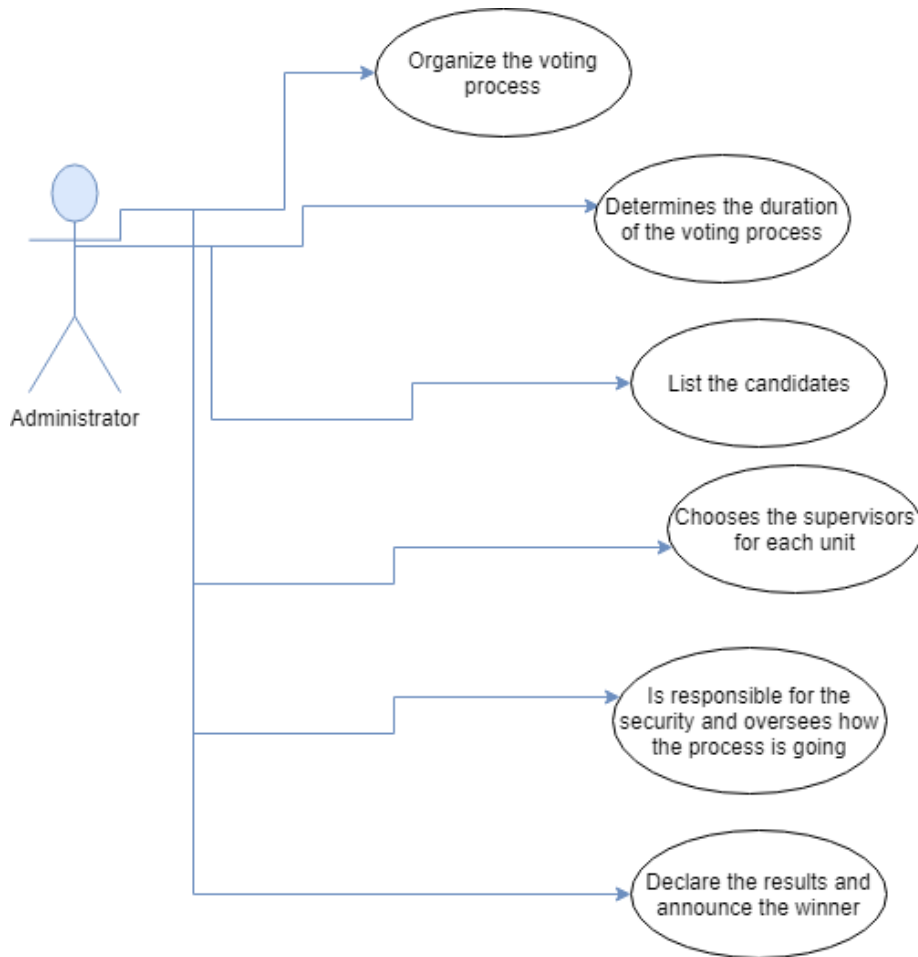 Organize the voting
process
Determines the duration
of the voting process
List the candidates
Administrator
Chooses the supervisors
for each unit
Is responsible for the
security and oversees how
the process is going
Declare the results and
announce the winner